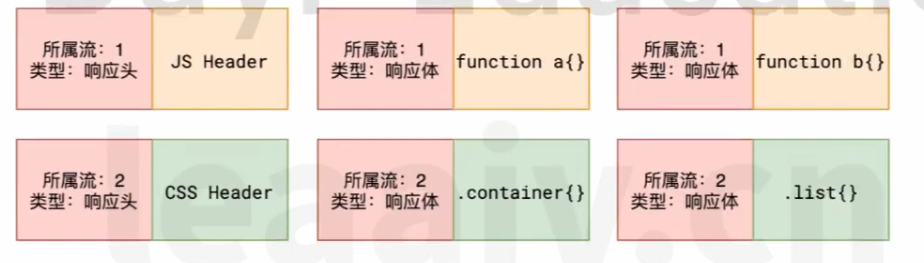 所属流：1
类型：响应头
JS Header
所属流：1
类型：响应体
function a{}
所属流：1
类型：响应体
function b{}
所属流：2
类型：响应头
CSS Header
所属流：2
类型：响应体
.container{}
所属流：2
类型：响应体
.list{}